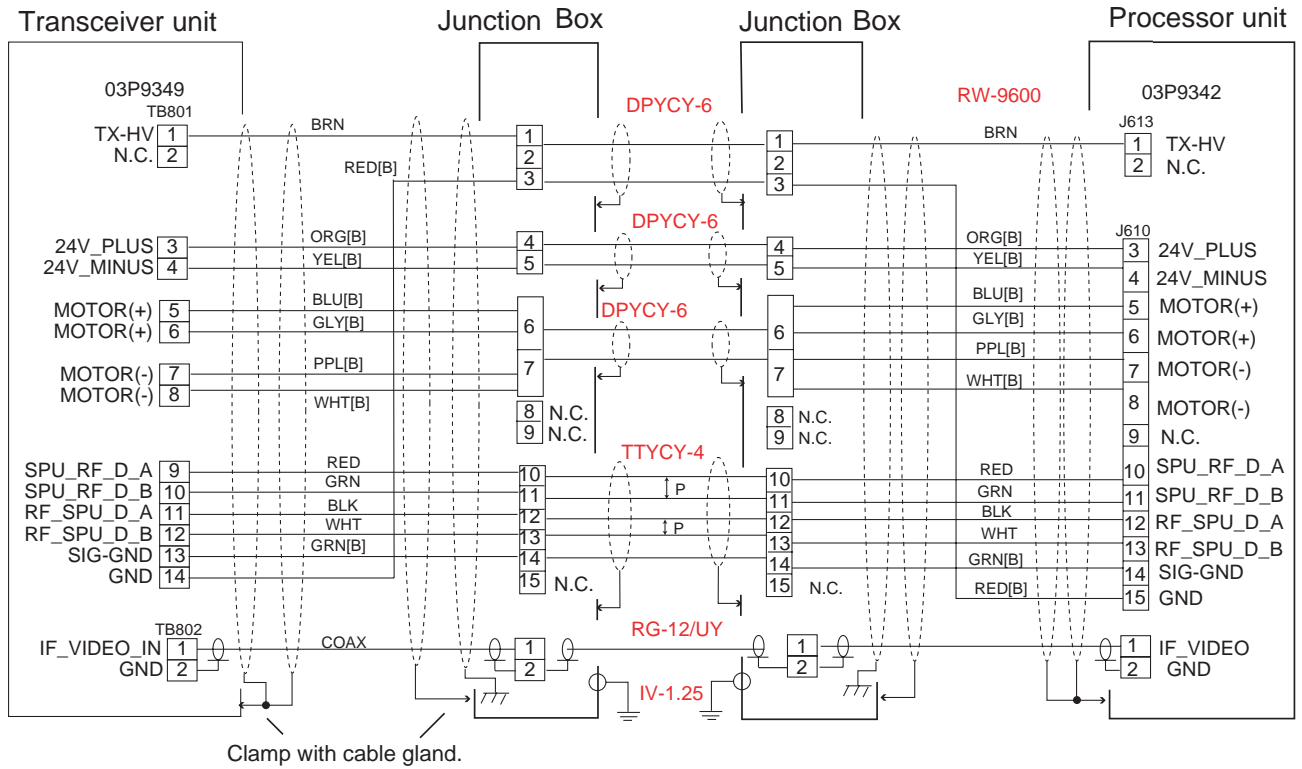 Transceiver unit
Junction Box
Junction Box
Processor unit
03P9349
TB801
TX-HV 1
N.C. 2
24V_PLUS 3
24V_MINUS 4
MOTOR(+) 5
MOTOR(+) 6
MOTOR(-) 7
MOTOR(-) 8
SPU_RF_D_A 9
SPU_RF_D_B 10
RF_SPU_D_A 11
RF_SPU_D_B 12
SIG-GND 13
GND 14
TB802
IF_VIDEO_IN 1
GND 2
BRN
RED[B]
ORG[B]
YEL[B]
BLU[B]
GLY[B]
PPL[B]
WHT[B]
RED
GRN
BLK
WHT
GRN[B]
COAX
Clamp with cable gland.
1
2
3
4
5
6
7
8 N.C.
9 N.C.
10
11
12
13
14
15 N.C.
1
2
DPYCY-6
DPYCY-6
DPYCY-6
TTYCY-4
P
P
RG-12/UY
IV-1.25
1
2
3
4
5
6
7
8 N.C.
9 N.C.
10
11
12
13
14
15 N.C.
1
2
RW-9600
BRN
ORG[B]
YEL[B]
BLU[B]
GLY[B]
PPL[B]
WHT[B]
RED
GRN
BLK
WHT
GRN[B]
RED[B]
03P9342
J613
1 TX-HV
2 N.C.
J610
3 24V_PLUS
4 24V_MINUS
5 MOTOR(+)
6 MOTOR(+)
7 MOTOR(-)
8 MOTOR(-)
9 N.C.
10 SPU_RF_D_A
11 SPU_RF_D_B
12 RF_SPU_D_A
13 RF_SPU_D_B
14 SIG-GND
15 GND
1 IF_VIDEO
2 GND